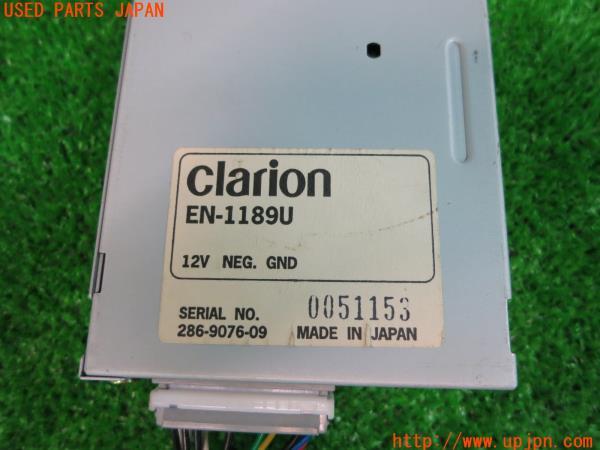 USED PARTS JAPAN
clarion
EN-1189U
12V NEG. GND
SERIAL NO. 0051153
286-9076-09 MADE IN JAPAN
http://www.upjpn.com/